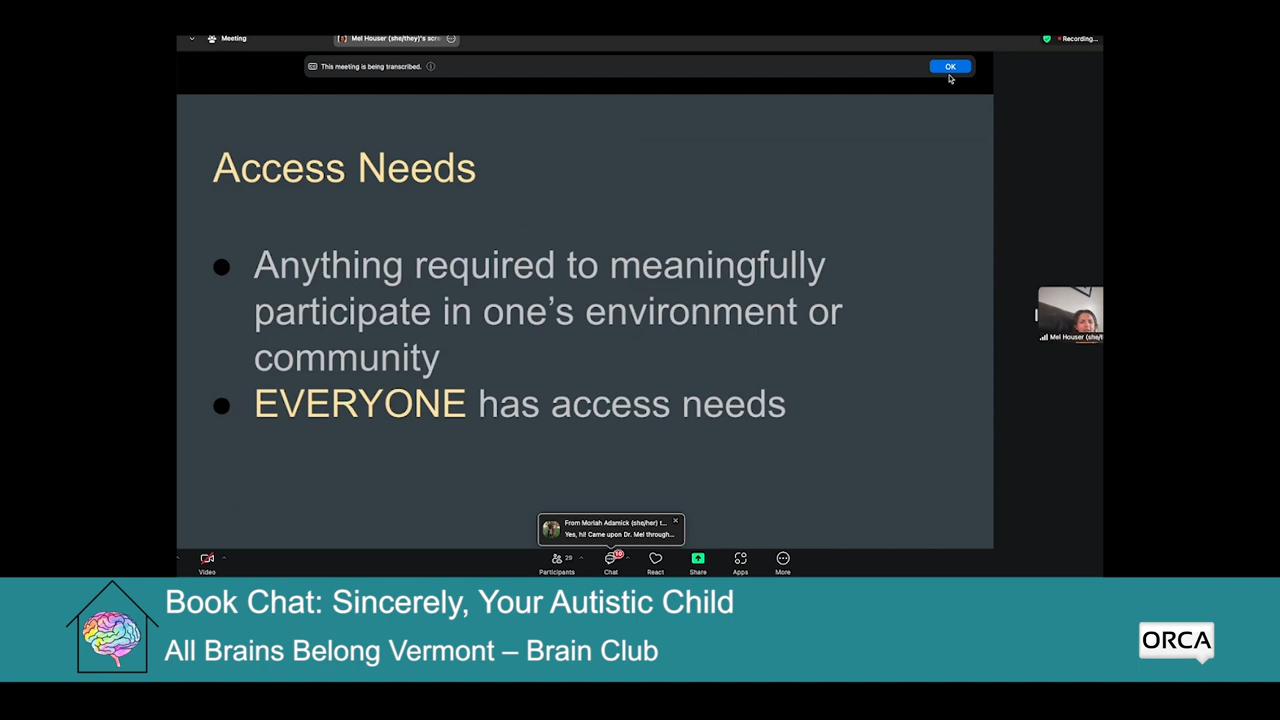 Meeting
Mel Houser (she/they)'s scre
Recording...
This meeting is being transcribed.
OK
Access Needs
Anything required to meaningfully
participate in one's environment or
community
EVERYONE has access needs
Mel Houser (she/t
From Moriah Adamick (she/her) t...
Yes, hi! Came upon Dr. Mel through...
Video
29
10
Participants
Chat
React
Share
Apps
More
Book Chat: Sincerely, Your Autistic Child
All Brains Belong Vermont – Brain Club
ORCA